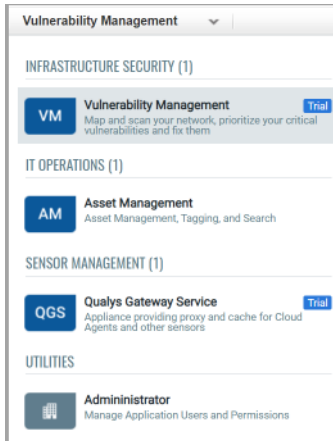 Vulnerability Management
INFRASTRUCTURE SECURITY (1)
VM
Vulnerability Management
Trial
Map and scan your network, prioritize your critical
vulnerabilities and fix them
IT OPERATIONS (1)
AM
Asset Management
Asset Management, Tagging, and Search
SENSOR MANAGEMENT (1)
QGS
Qualys Gateway Service
Trial
Appliance providing proxy and cache for Cloud
Agents and other sensors
UTILITIES
Admininistrator
Manage Application Users and Permissions